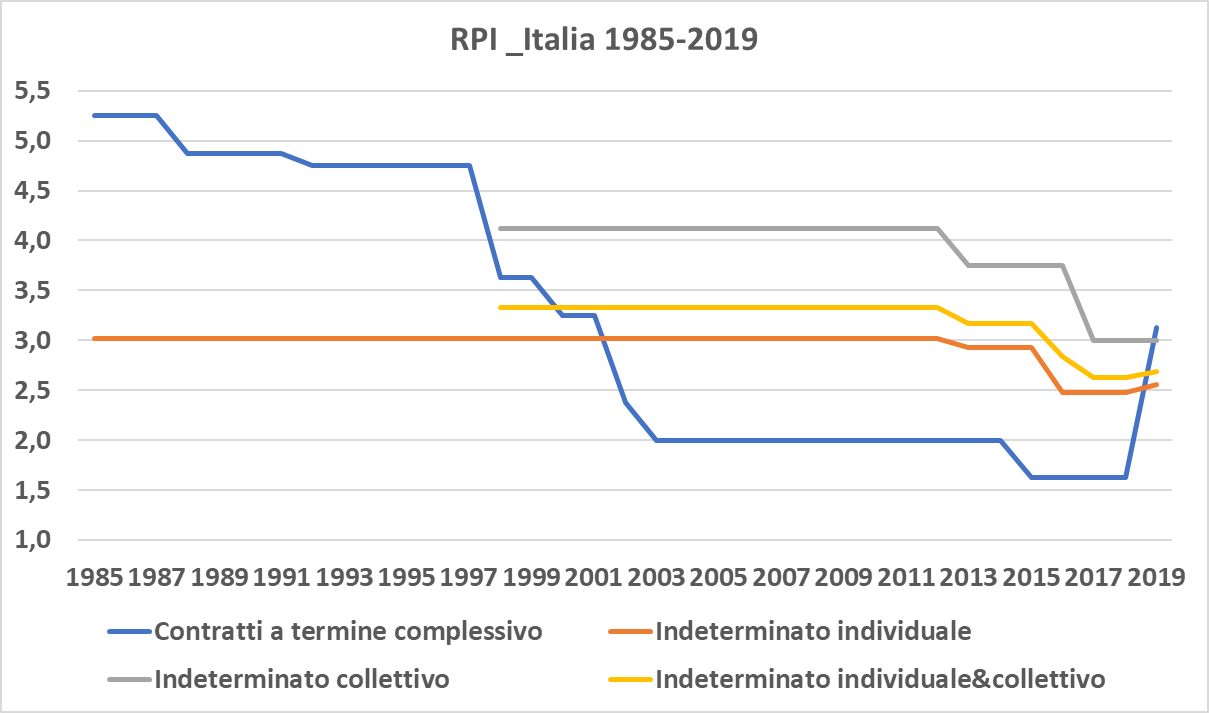 RPI _Italia 1985-2019
5,5
5,0
4,5
4,0
3,5
3,0
2,5
2,0
1,5
1,0
1985 1987 1989 1991 1993 1995 1997 1999 2001 2003 2005 2007 2009 2011 2013 2015 2017 2019
Contratti a termine complessivo Indeterminato individuale
Indeterminato collettivo Indeterminato individuale&collettivo